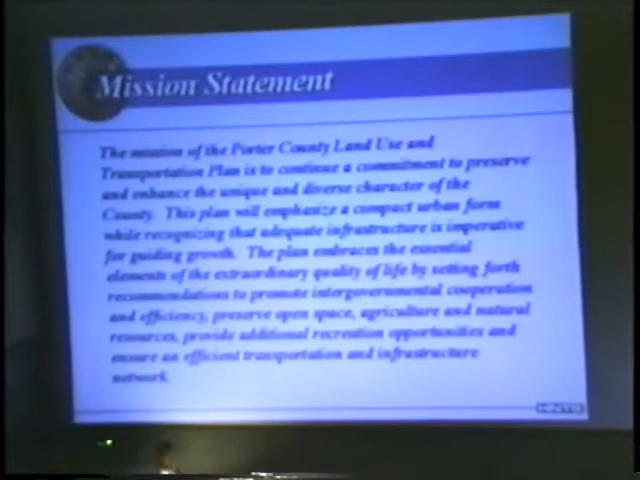 Mission Statement
The mission of the Porter County Land Use and
Transportation Plan is to continue a commitment to preserve
and enhance the unique and diverse character of the
County. This plan will emphasize a compact urban form
while recognizing that adequate infrastructure is imperative
for guiding growth. The plan embraces the essential
elements of the extraordinary quality of life by setting forth
recommendations to promote intergovernmental cooperation
and efficiency, preserve open space, agriculture and natural
resources, provide additional recreation opportunities and
ensure an efficient transportation and infrastructure
network.
HNTB